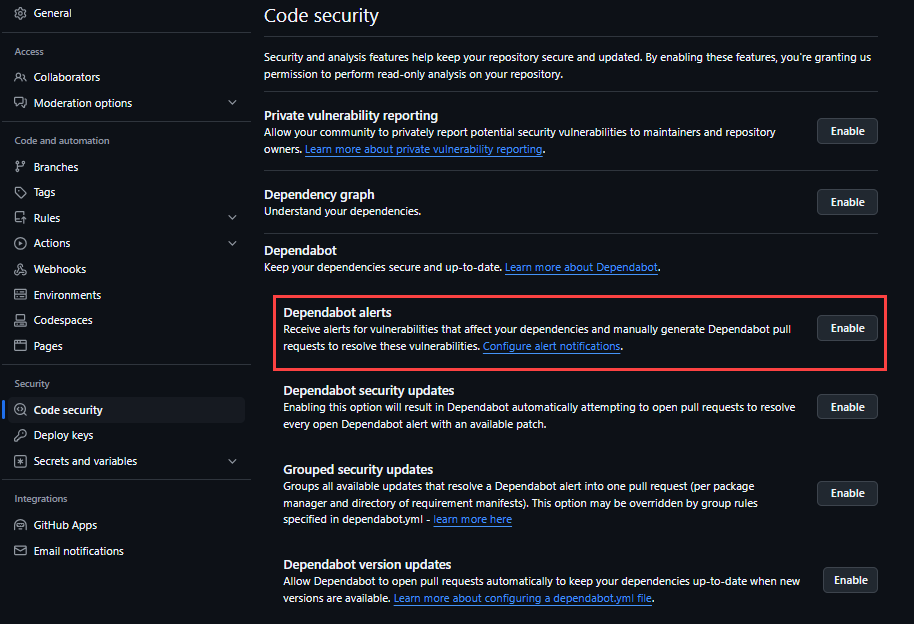 General
Access
Collaborators
Moderation options
Code and automation
Branches
Tags
Rules
Actions
Webhooks
Environments
Codespaces
Pages
Security
Code security
Deploy keys
Secrets and variables
Integrations
GitHub Apps
Email notifications
Code security
Security and analysis features help keep your repository secure and updated. By enabling these features, you're granting us
permission to perform read-only analysis on your repository.
Private vulnerability reporting
Allow your community to privately report potential security vulnerabilities to maintainers and repository
owners. Learn more about private vulnerability reporting.
Enable
Dependency graph
Understand your dependencies.
Enable
Dependabot
Keep your dependencies secure and up-to-date. Learn more about Dependabot.
Dependabot alerts
Receive alerts for vulnerabilities that affect your dependencies and manually generate Dependabot pull
requests to resolve these vulnerabilities. Configure alert notifications.
Enable
Dependabot security updates
Enabling this option will result in Dependabot automatically attempting to open pull requests to resolve
every open Dependabot alert with an available patch.
Enable
Grouped security updates
Groups all available updates that resolve a Dependabot alert into one pull request (per package
manager and directory of requirement manifests). This option may be overridden by group rules
specified in dependabot.yml - learn more here
Enable
Dependabot version updates
Allow Dependabot to open pull requests automatically to keep your dependencies up-to-date when new
versions are available. Learn more about configuring a dependabot.yml file.
Enable